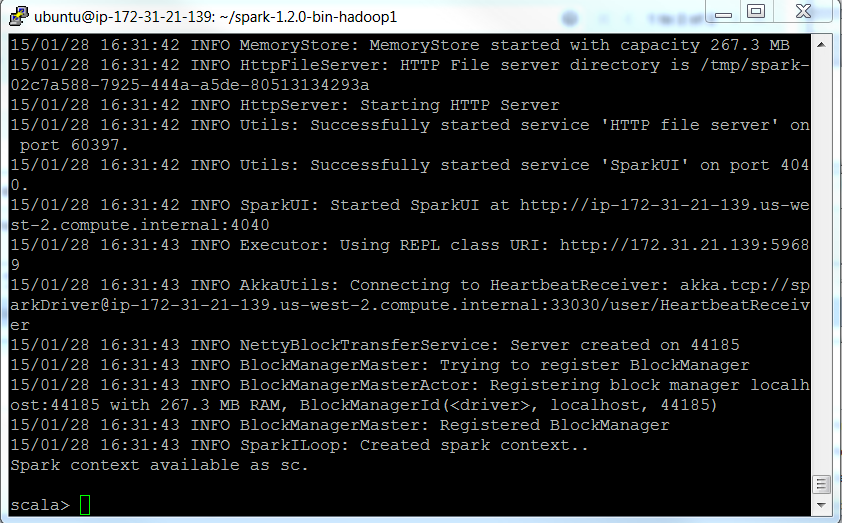 ubuntu@ip-172-31-21-139: ~/spark-1.2.0-bin-hadoop1
15/01/28 16:31:42 INFO MemoryStore: MemoryStore started with capacity 267.3 MB
15/01/28 16:31:42 INFO HttpFileServer: HTTP File server directory is /tmp/spark-
02c7a588-7925-444a-a5de-80513134293a
15/01/28 16:31:42 INFO HttpServer: Starting HTTP Server
15/01/28 16:31:42 INFO Utils: Successfully started service 'HTTP file server' on
 port 60397.
15/01/28 16:31:42 INFO Utils: Successfully started service 'SparkUI' on port 404
0.
15/01/28 16:31:42 INFO SparkUI: Started SparkUI at http://ip-172-31-21-139.us-we
st-2.compute.internal:4040
15/01/28 16:31:43 INFO Executor: Using REPL class URI: http://172.31.21.139:5968
9
15/01/28 16:31:43 INFO AkkaUtils: Connecting to HeartbeatReceiver: akka.tcp://sp
arkDriver@ip-172-31-21-139.us-west-2.compute.internal:33030/user/HeartbeatReceiv
er
15/01/28 16:31:43 INFO NettyBlockTransferService: Server created on 44185
15/01/28 16:31:43 INFO BlockManagerMaster: Trying to register BlockManager
15/01/28 16:31:43 INFO BlockManagerMasterActor: Registering block manager localh
ost:44185 with 267.3 MB RAM, BlockManagerId(<driver>, localhost, 44185)
15/01/28 16:31:43 INFO BlockManagerMaster: Registered BlockManager
15/01/28 16:31:43 INFO SparkILoop: Created spark context..
Spark context available as sc.
scala>